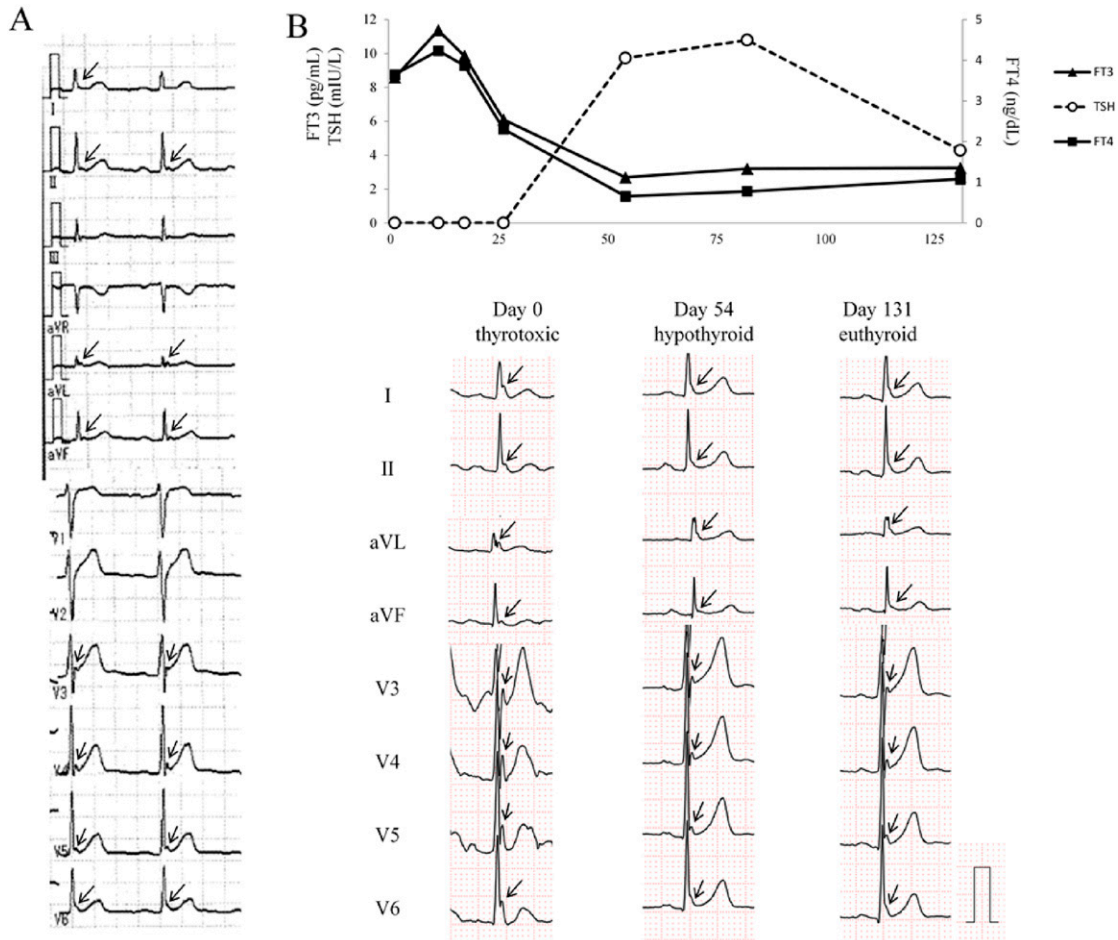 A
I
II
III
aVR
aVL
aVF
V1
V2
V3
V4
V5
V6
B
FT3 (pg/mL)
TSH (mIU/L)
12
10
8
6
4
2
0
0
25
50
75
100
125
5
4
3
2
1
0
FT4 (ng/dL)
FT3
TSH
FT4
Day 0
thyrotoxic
Day 54
hypothyroid
Day 131
euthyroid
I
II
aVL
aVF
V3
V4
V5
V6